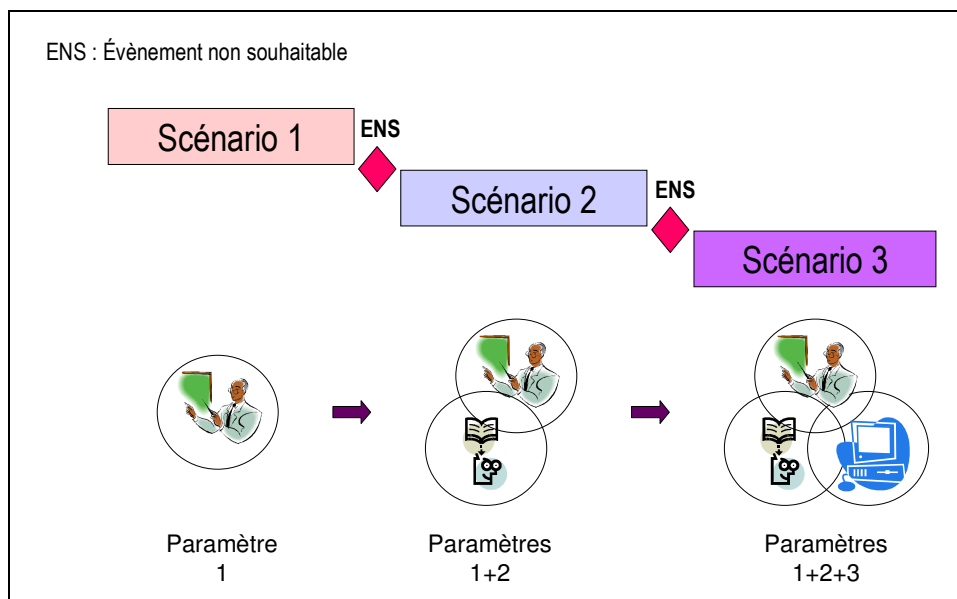 ENS : Évènement non souhaitable
Scénario 1
ENS
Scénario 2
ENS
Scénario 3
Paramètre
1
Paramètres
1+2
Paramètres
1+2+3